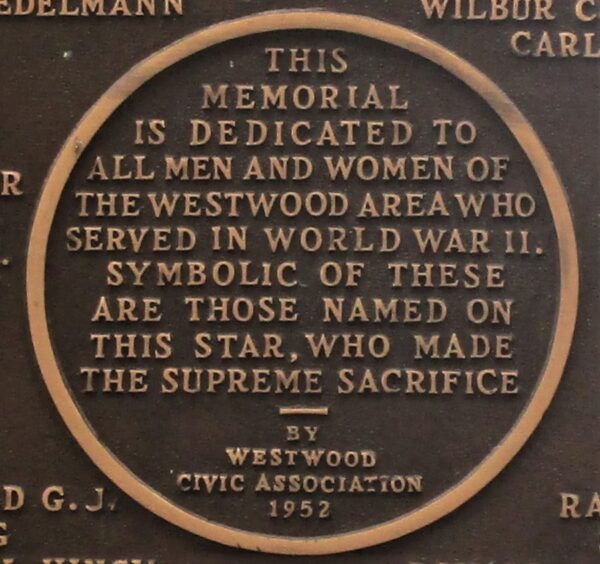 EDELMANN
WILBUR C
CARL
THIS
MEMORIAL
IS DEDICATED TO
ALL MEN AND WOMEN OF
THE WESTWOOD AREA WHO
SERVED IN WORLD WAR II.
SYMBOLIC OF THESE
ARE THOSE NAMED ON
THIS STAR, WHO MADE
THE SUPREME SACRIFICE
BY
WESTWOOD
CIVIC ASSOCIATION
1952
R
D G.J.
G
RA